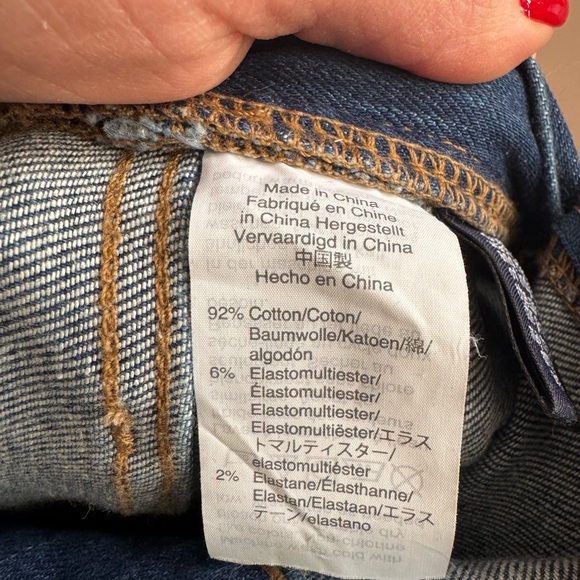 Made in China
Fabriqué en Chine
in China Hergestellt
Vervaardigd in China
中国製
Hecho en China
92% Cotton/Coton/
Baumwolle/Katoen/綿/
algodón
6% Elastomultiester/
Élastomultiester/
Elastomultiester/
Elastomultiëster/エラス
トマルティスター/
elastomultiéster
2% Elastane/Élasthanne/
Elastan/Elastaan/エラス
テーン/elastano